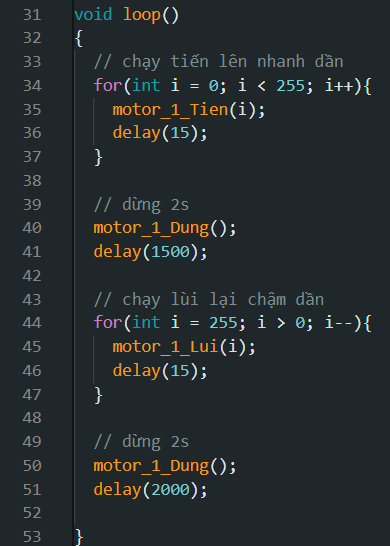 31 void loop()
32 {
33 // chạy tiến lên nhanh dần
34 for(int i = 0; i < 255; i++){
35 motor_1_Tien(i);
36 delay(15);
37 }
38
39 // dừng 2s
40 motor_1_Dung();
41 delay(1500);
42
43 // chạy lùi lại chậm dần
44 for(int i = 255; i > 0; i--){
45 motor_1_Lui(i);
46 delay(15);
47 }
48
49 // dừng 2s
50 motor_1_Dung();
51 delay(2000);
52
53 }